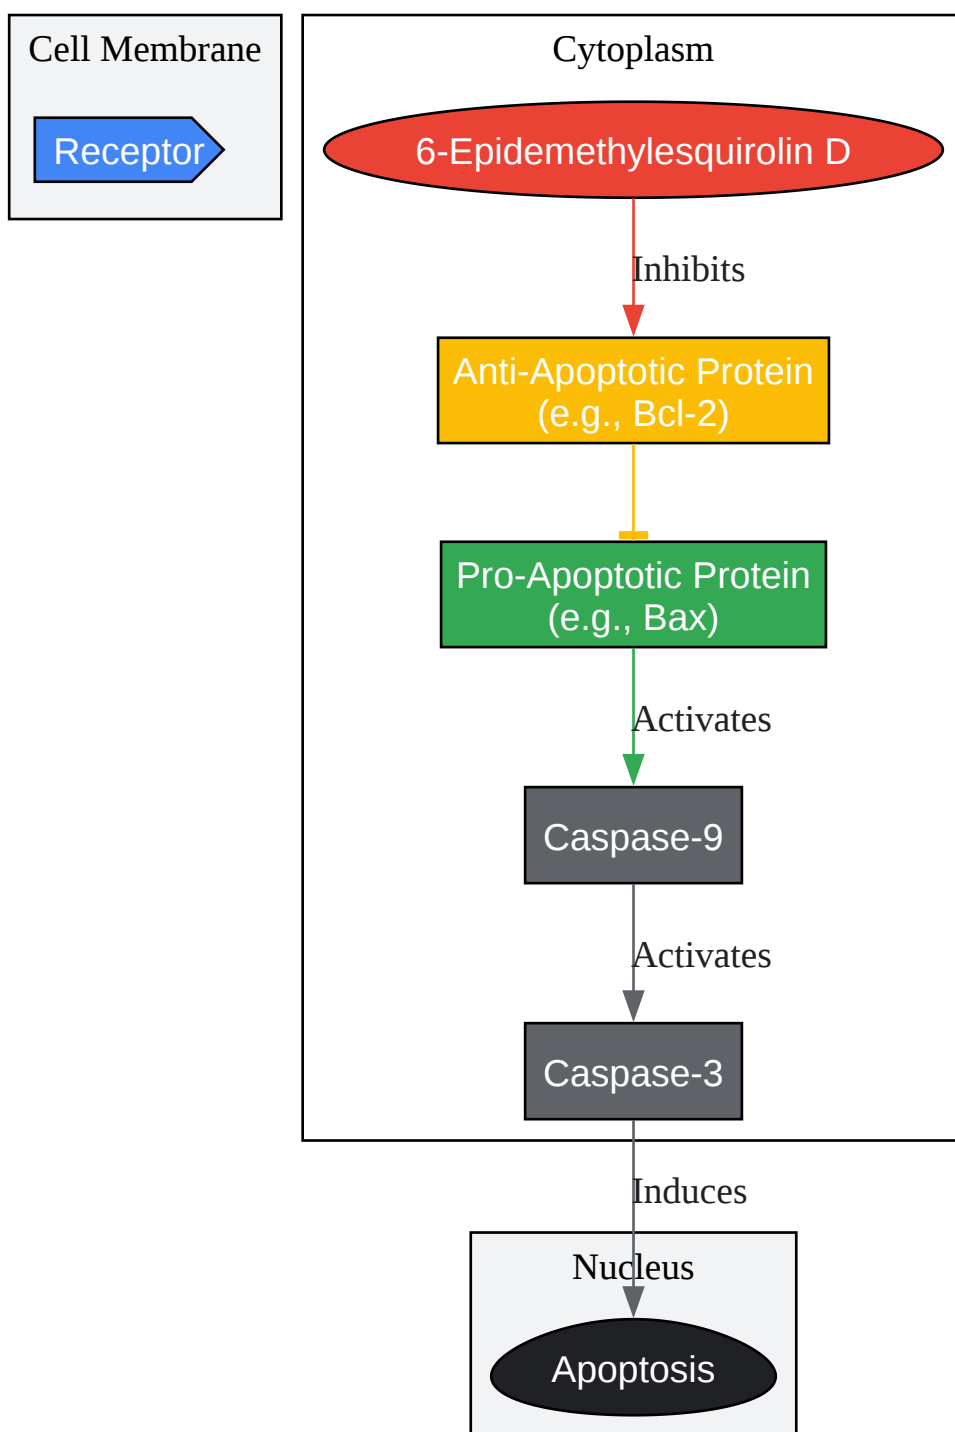 Cell Membrane
Receptor
Cytoplasm
6-Epidemethylesquirolin D
Inhibits
Anti-Apoptotic Protein
(e.g., Bcl-2)
Pro-Apoptotic Protein
(e.g., Bax)
Activates
Caspase-9
Activates
Caspase-3
Induces
Nucleus
Apoptosis